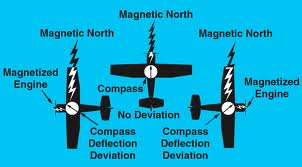 Magnetic North
Magnetic North
Magnetic North
Magnetized
Engine
Compass
Magnetized
Engine
No Deviation
Compass
Deflection
Deviation
Compass
Deflection
Deviation